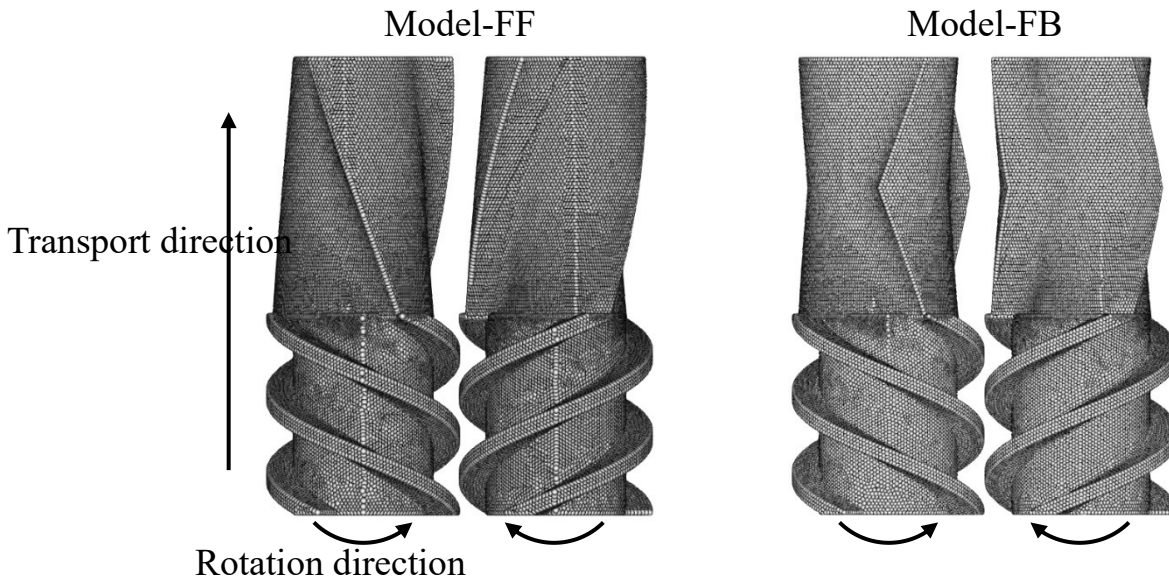 Model-FF
Model-FB
Transport direction
Rotation direction